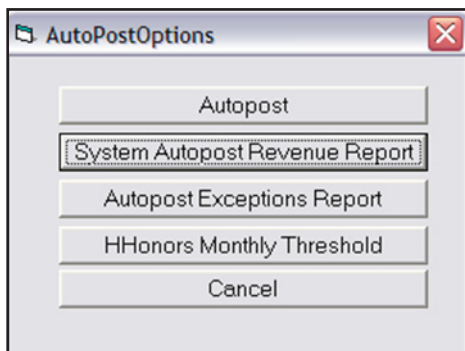 AutoPostOptions
Autopost
System Autopost Revenue Report
Autopost Exceptions Report
HHonors Monthly Threshold
Cancel